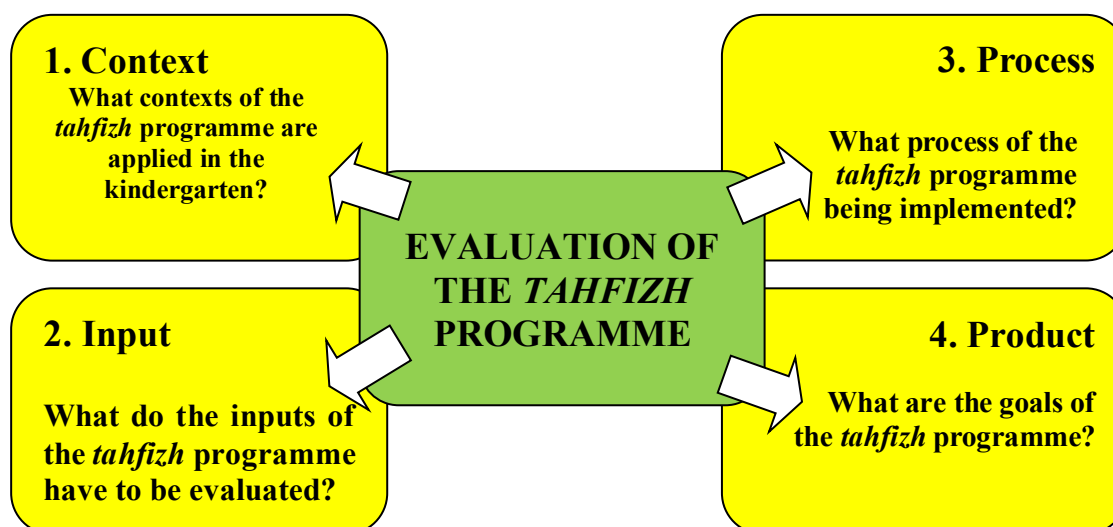 1. Context
What contexts of the
tahfizh programme are
applied in the
kindergarten?
2. Input
What do the inputs of
the tahfizh programme
have to be evaluated?
EVALUATION OF
THE TAHFIZH
PROGRAMME
3. Process
What process of the
tahfizh programme
being implemented?
4. Product
What are the goals of
the tahfizh programme?